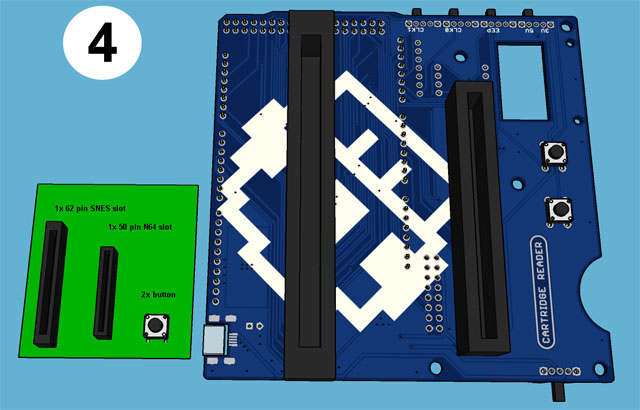 4
CLK1
CLK0
EEP
5V
3V
1x 62 pin SNES slot
1x 50 pin N64 slot
2x button
CARTRIDGE READER